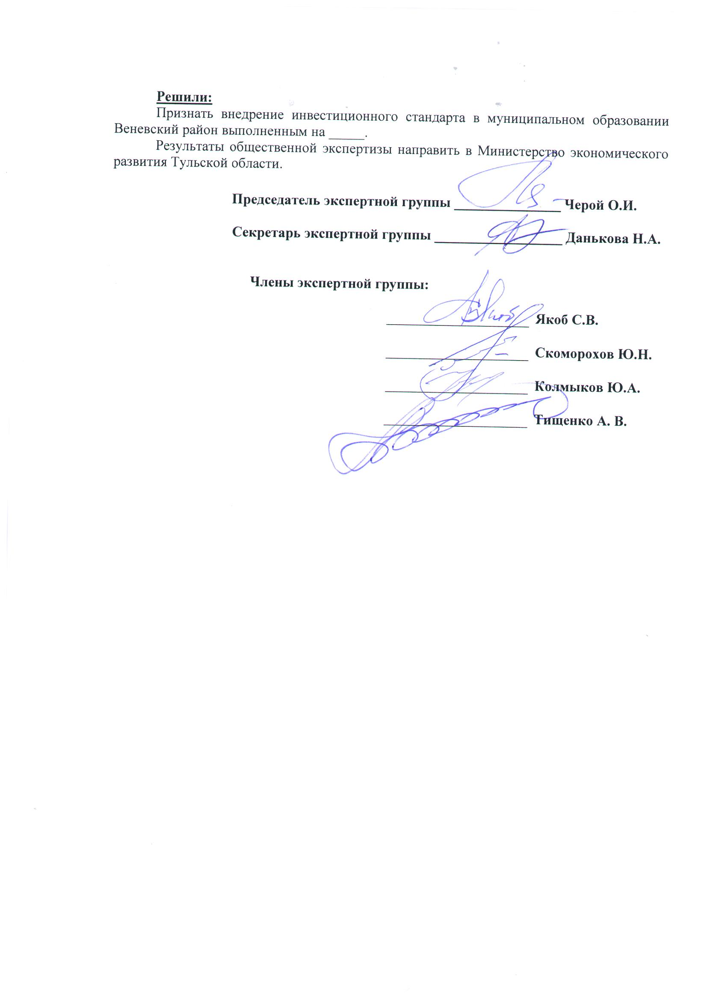 Решили:
Признать внедрение инвестиционного стандарта в муниципальном образовании
Веневский район выполненным на _____.
Результаты общественной экспертизы направить в Министерство экономического
развития Тульской области.
Председатель экспертной группы _______________ Черой О.И.
Секретарь экспертной группы __________________ Данькова Н.А.
Члены экспертной группы:
____________________ Якоб С.В.
____________________ Скоморохов Ю.Н.
____________________ Колмыков Ю.А.
____________________ Тищенко А. В.